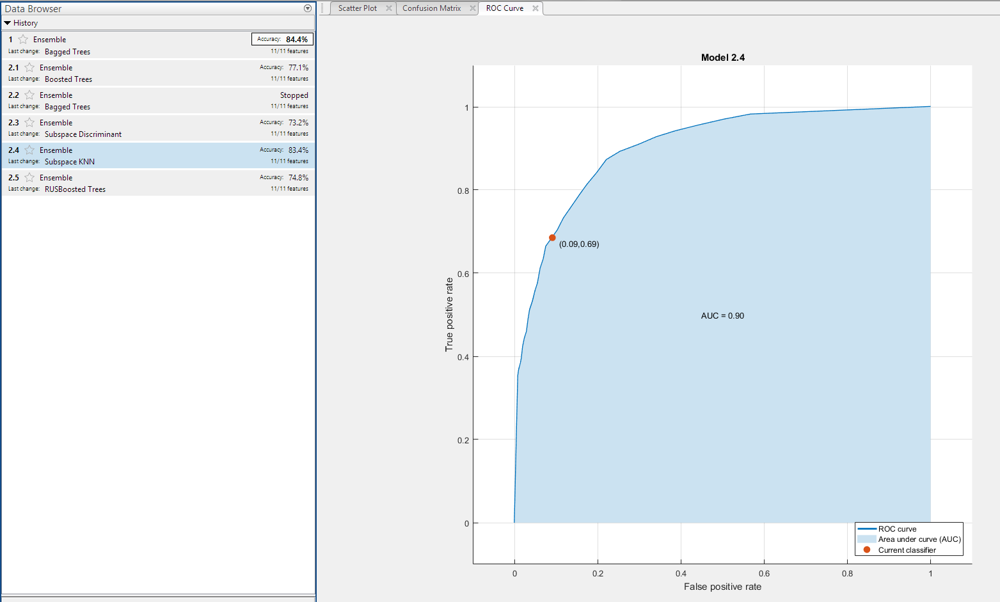 Data Browser
History
1 Ensemble Accuracy: 84.4%
Last change: Bagged Trees 11/11 features
2.1 Ensemble Accuracy: 77.1%
Last change: Boosted Trees 11/11 features
2.2 Ensemble Stopped
Last change: Bagged Trees 11/11 features
2.3 Ensemble Accuracy: 73.2%
Last change: Subspace Discriminant 11/11 features
2.4 Ensemble Accuracy: 83.4%
Last change: Subspace KNN 11/11 features
2.5 Ensemble Accuracy: 74.8%
Last change: RUSBoosted Trees 11/11 features
Scatter Plot Confusion Matrix ROC Curve
Model 2.4
1
0.8
0.6
0.4
0.2
0
True positive rate
(0.09,0.69)
AUC = 0.90
ROC curve
Area under curve (AUC)
Current classifier
0 0.2 0.4 0.6 0.8 1
False positive rate